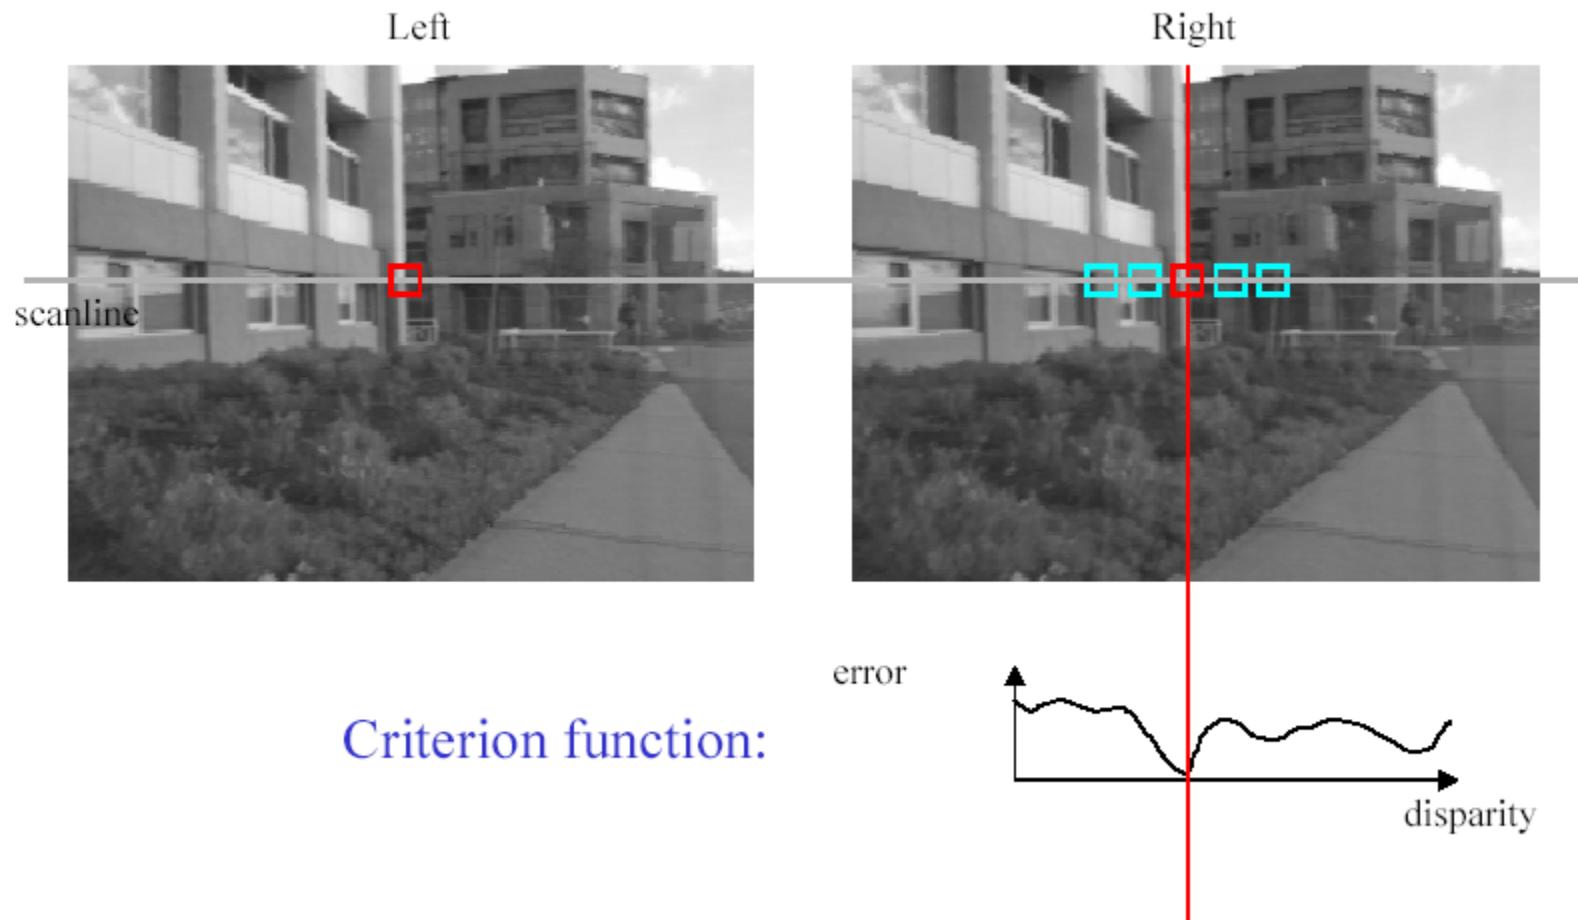 Left
Right
scanline
error
Criterion function:
disparity